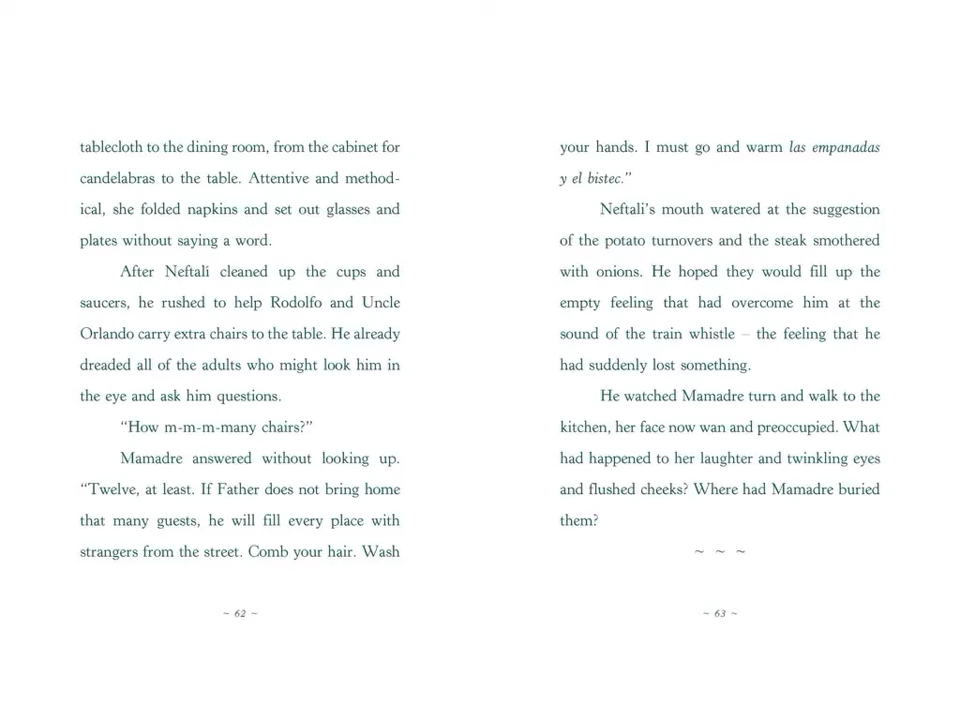 tablecloth to the dining room, from the cabinet for
candelabras to the table. Attentive and method-
ical, she folded napkins and set out glasses and
plates without saying a word.
After Neftalí cleaned up the cups and
saucers, he rushed to help Rodolfo and Uncle
Orlando carry extra chairs to the table. He already
dreaded all of the adults who might look him in
the eye and ask him questions.
“How m-m-m-many chairs?”
Mamadre answered without looking up.
“Twelve, at least. If Father does not bring home
that many guests, he will fill every place with
strangers from the street. Comb your hair. Wash
~ 62 ~
your hands. I must go and warm las empanadas
y el bistec.”
Neftalí’s mouth watered at the suggestion
of the potato turnovers and the steak smothered
with onions. He hoped they would fill up the
empty feeling that had overcome him at the
sound of the train whistle – the feeling that he
had suddenly lost something.
He watched Mamadre turn and walk to the
kitchen, her face now wan and preoccupied. What
had happened to her laughter and twinkling eyes
and flushed cheeks? Where had Mamadre buried
them?
~ ~ ~
~ 63 ~